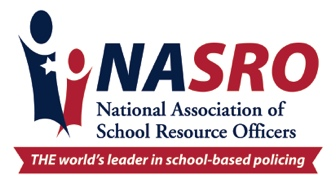 NASRO
National Association of
School Resource Officers
THE world's leader in school-based policing